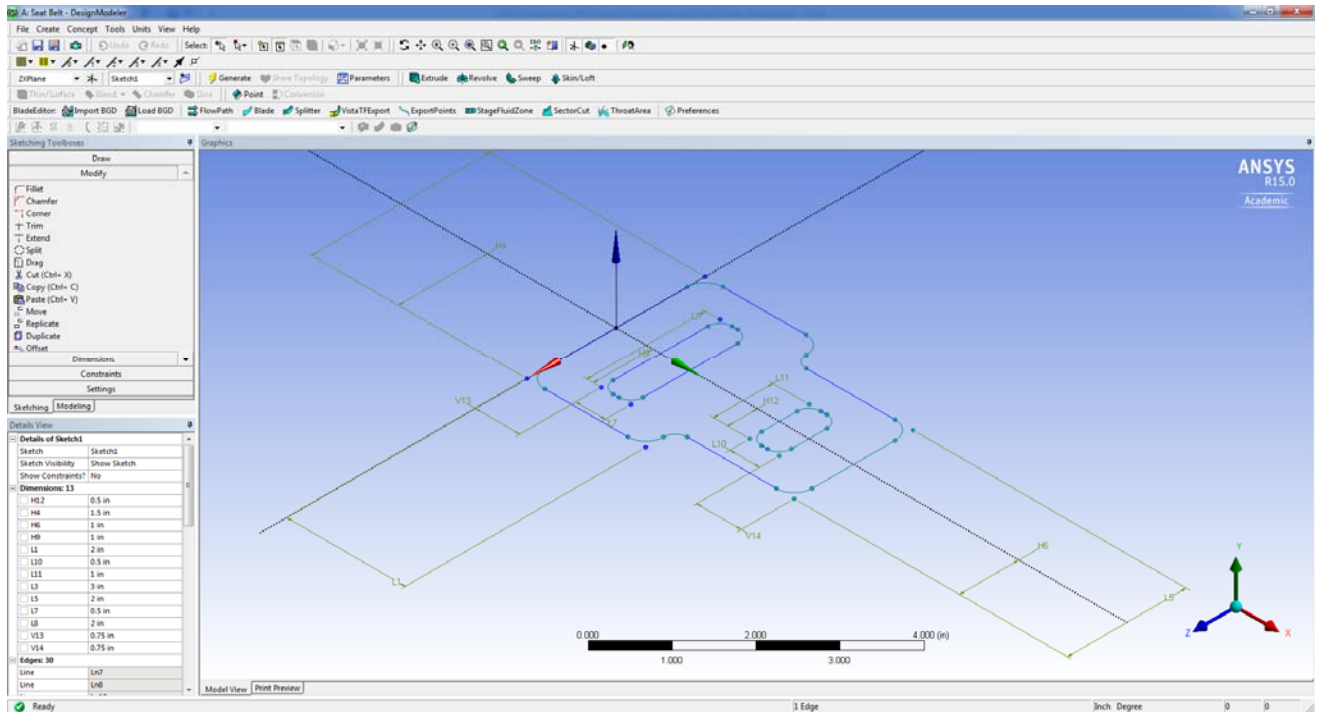 A: Seat Belt - DesignModeler
File Create Concept Tools Units View Help
Undo Redo Select:
ZXPlane Sketch1 Generate Share Topology Parameters Extrude Revolve Sweep Skin/Loft
Thin/Surface Blend Chamfer Slice Point Conversion
BladeEditor: Import BGD Load BGD FlowPath Blade Splitter VistaTFExport ExportPoints StageFluidZone SectorCut ThroatArea Preferences
Sketching Toolboxes
Draw
Modify
Fillet
Chamfer
Corner
Trim
Extend
Split
Drag
Cut (Ctrl+ X)
Copy (Ctrl+ C)
Paste (Ctrl+ V)
Move
Replicate
Duplicate
Offset
Dimensions
Constraints
Settings
Sketching Modeling
Details View
Details of Sketch1
Sketch Sketch1
Sketch Visibility Show Sketch
Show Constraints? No
Dimensions: 13
H12 0.5 in
H4 1.5 in
H6 1 in
H9 1 in
L1 2 in
L10 0.5 in
L11 1 in
L3 3 in
L5 2 in
L7 0.5 in
L8 2 in
V13 0.75 in
V14 0.75 in
Edges: 30
Line Ln7
Line Ln8
Graphics
ANSYS
R15.0
Academic
H4
H9
V13
L7
L11
H12
L10
V14
L1
H6
L5
0.000 2.000 4.000 (in)
1.000 3.000
Y
Z
X
Model View Print Preview
Ready 1 Edge Inch Degree 0 0